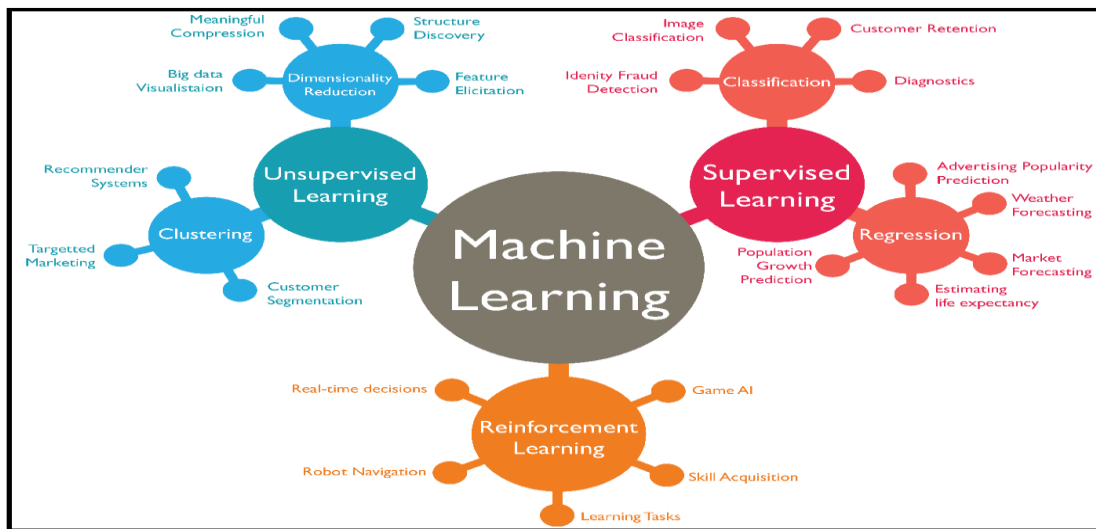 Meaningful
Compression
Structure
Discovery
Big data
Visualistaion
Dimensionality
Reduction
Feature
Elicitation
Image
Classification
Customer Retention
Idenity Fraud
Detection
Classification
Diagnostics
Unsupervised
Learning
Supervised
Learning
Recommender
Systems
Clustering
Targetted
Marketing
Customer
Segmentation
Machine
Learning
Advertising Popularity
Prediction
Weather
Forecasting
Regression
Population
Growth
Prediction
Market
Forecasting
Estimating
life expectancy
Real-time decisions
Game AI
Reinforcement
Learning
Robot Navigation
Skill Acquisition
Learning Tasks